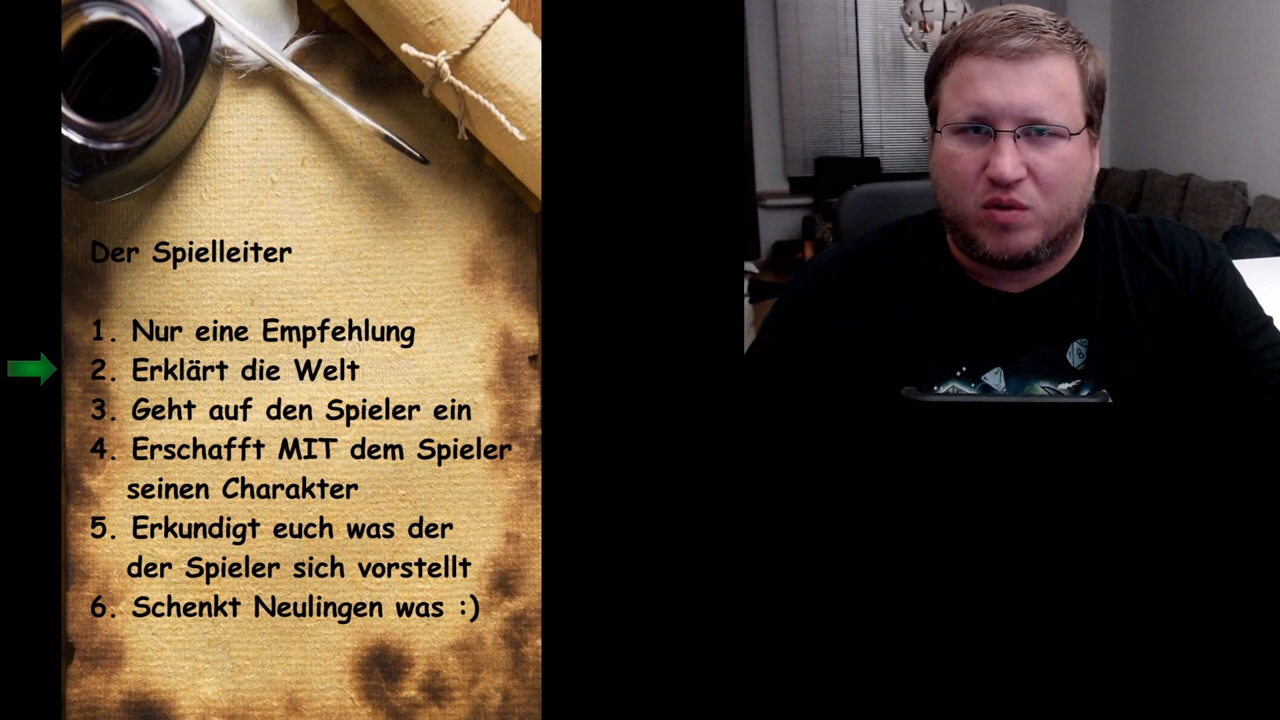 Der Spielleiter
1. Nur eine Empfehlung
2. Erklärt die Welt
3. Geht auf den Spieler ein
4. Erschafft MIT dem Spieler
seinen Charakter
5. Erkundigt euch was der
der Spieler sich vorstellt
6. Schenkt Neulingen was :)
8